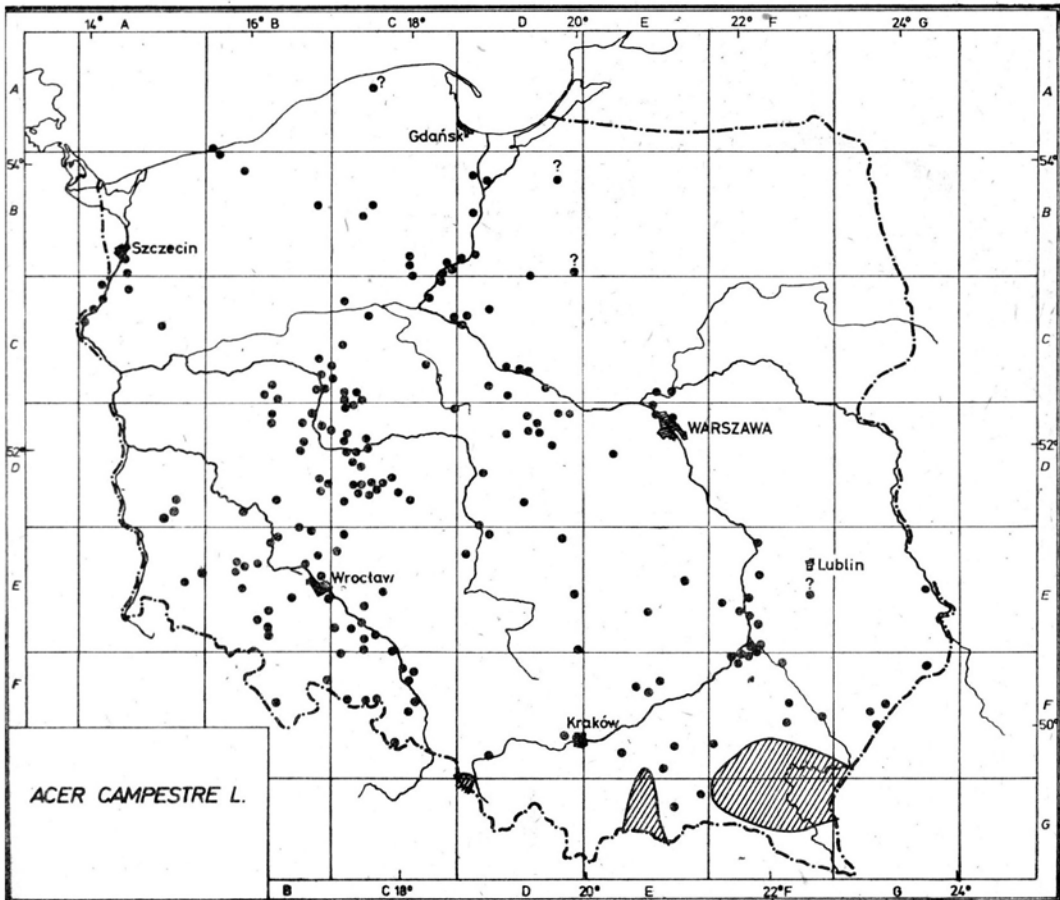 14° A 16° B C 18° D 20° E 22° F 24° G
A ? A
Gdańsk
54° 54°
?
B B
Szczecin
?
C C
WARSZAWA
52° 52°
D D
Lublin
Wrocław
?
E E
F F
Kraków 50°
ACER CAMPESTRE L.
G
B C 18° D 20° E 22° F G 24°